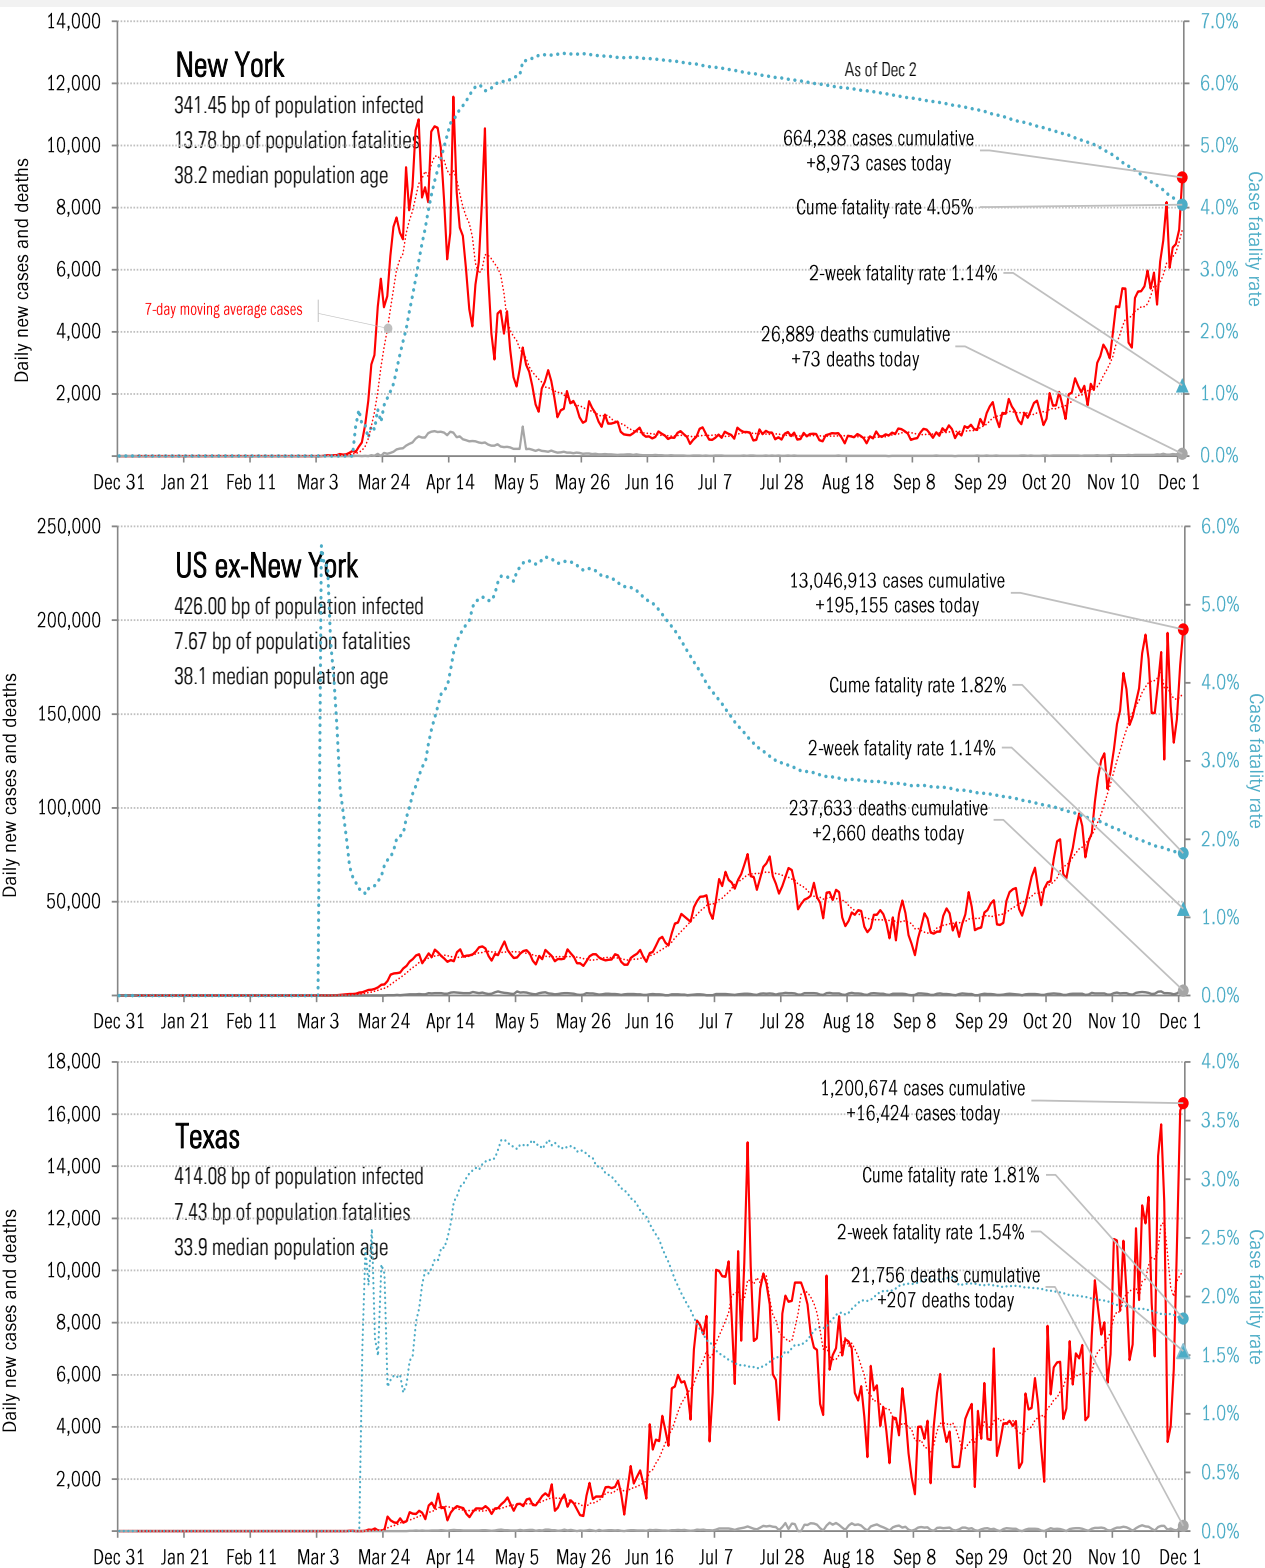 14,000
12,000
10,000
8,000
6,000
4,000
2,000
Daily new cases and deaths
7.0%
6.0%
5.0%
4.0%
3.0%
2.0%
1.0%
0.0%
Case fatality rate
New York
341.45 bp of population infected
13.78 bp of population fatalities
38.2 median population age
As of Dec 2
664,238 cases cumulative
+8,973 cases today
Cume fatality rate 4.05%
2-week fatality rate 1.14%
7-day moving average cases
26,889 deaths cumulative
+73 deaths today
Dec 31 Jan 21 Feb 11 Mar 3 Mar 24 Apr 14 May 5 May 26 Jun 16 Jul 7 Jul 28 Aug 18 Sep 8 Sep 29 Oct 20 Nov 10 Dec 1
250,000
200,000
150,000
100,000
50,000
Daily new cases and deaths
6.0%
5.0%
4.0%
3.0%
2.0%
1.0%
0.0%
Case fatality rate
US ex-New York
426.00 bp of population infected
7.67 bp of population fatalities
38.1 median population age
13,046,913 cases cumulative
+195,155 cases today
Cume fatality rate 1.82%
2-week fatality rate 1.14%
237,633 deaths cumulative
+2,660 deaths today
Dec 31 Jan 21 Feb 11 Mar 3 Mar 24 Apr 14 May 5 May 26 Jun 16 Jul 7 Jul 28 Aug 18 Sep 8 Sep 29 Oct 20 Nov 10 Dec 1
18,000
16,000
14,000
12,000
10,000
8,000
6,000
4,000
2,000
Daily new cases and deaths
4.0%
3.5%
3.0%
2.5%
2.0%
1.5%
1.0%
0.5%
0.0%
Case fatality rate
Texas
414.08 bp of population infected
7.43 bp of population fatalities
33.9 median population age
1,200,674 cases cumulative
+16,424 cases today
Cume fatality rate 1.81%
2-week fatality rate 1.54%
21,756 deaths cumulative
+207 deaths today
Dec 31 Jan 21 Feb 11 Mar 3 Mar 24 Apr 14 May 5 May 26 Jun 16 Jul 7 Jul 28 Aug 18 Sep 8 Sep 29 Oct 20 Nov 10 Dec 1